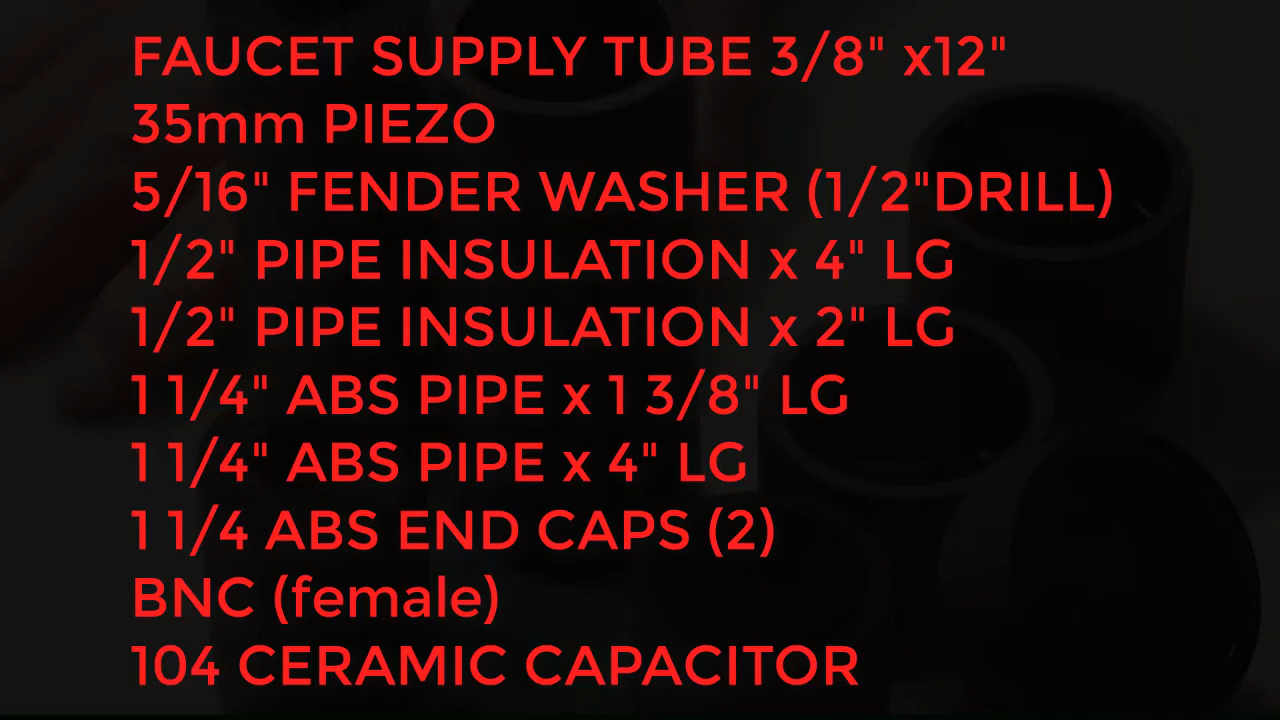 FAUCET SUPPLY TUBE 3/8" x12"
35mm PIEZO
5/16" FENDER WASHER (1/2"DRILL)
1/2" PIPE INSULATION x 4" LG
1/2" PIPE INSULATION x 2" LG
1 1/4" ABS PIPE x 1 3/8" LG
1 1/4" ABS PIPE x 4" LG
1 1/4 ABS END CAPS (2)
BNC (female)
104 CERAMIC CAPACITOR